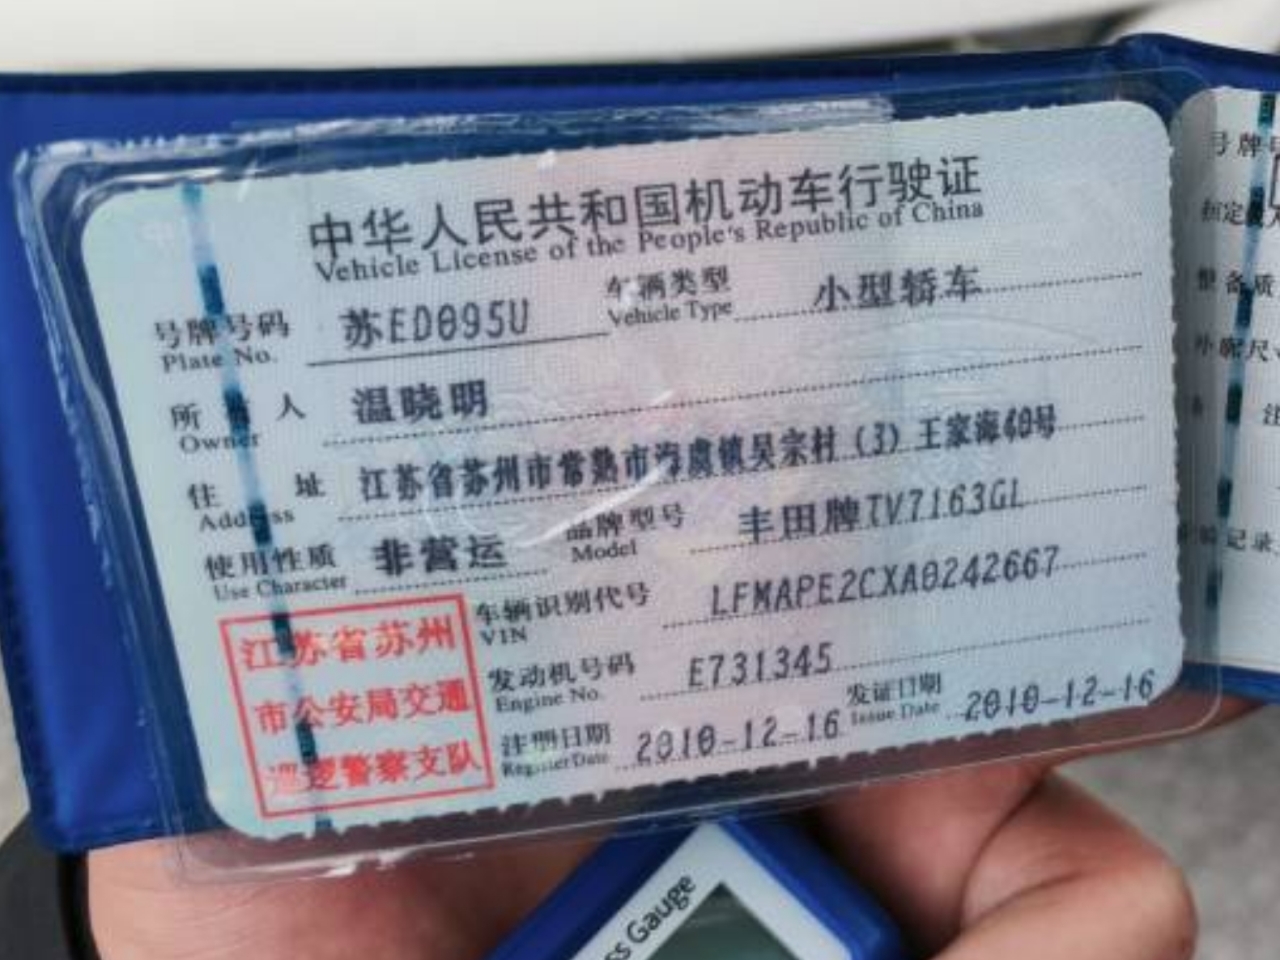 中华人民共和国机动车行驶证
Vehicle License of the People's Republic of China
号牌号码 苏ED095U 车辆类型 小型轿车
Plate No. Vehicle Type
所有人 温晓明
Owner
住址 江苏省苏州市常熟市海虞镇吴宗村(3)王家海40号
Address
使用性质 非营运 品牌型号 丰田牌TV7163GL
Use Character Model
车辆识别代号 LFMAPE2CXA0242667
VIN
发动机号码 E731345
Engine No.
注册日期 2010-12-16 发证日期 2010-12-16
Register Date Issue Date
江苏省苏州
市公安局交通
巡逻警察支队
号牌
整备质
记录
ss Gauge